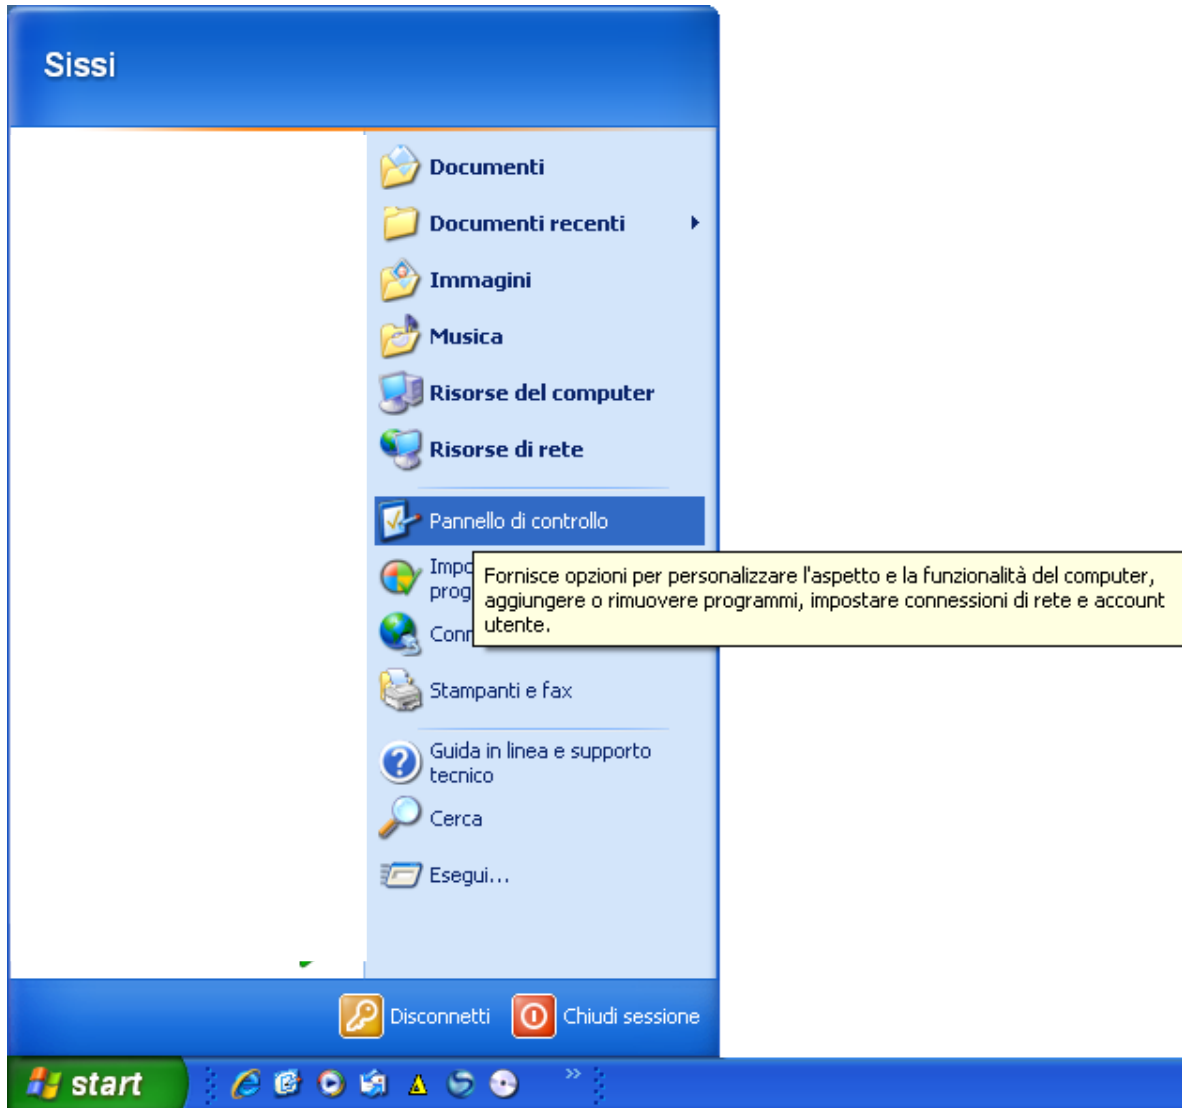 Sissi
Documenti
Documenti recenti
Immagini
Musica
Risorse del computer
Risorse di rete
Pannello di controllo
Fornisce opzioni per personalizzare l'aspetto e la funzionalità del computer,
aggiungere o rimuovere programmi, impostare connessioni di rete e account
utente.
Stampanti e fax
Guida in linea e supporto
tecnico
Cerca
Esegui...
Disconnetti
Chiudi sessione
start